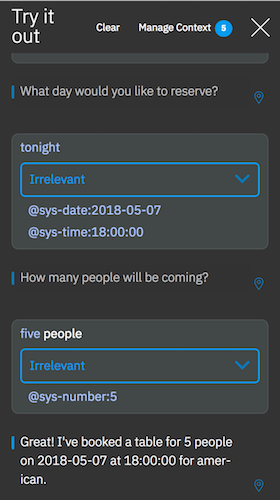 Try it
out
Clear
Manage Context 5
What day would you like to reserve?
tonight
Irrelevant
@sys-date:2018-05-07
@sys-time:18:00:00
How many people will be coming?
five people
Irrelevant
@sys-number:5
Great! I've booked a table for 5 people
on 2018-05-07 at 18:00:00 for amer-
ican.